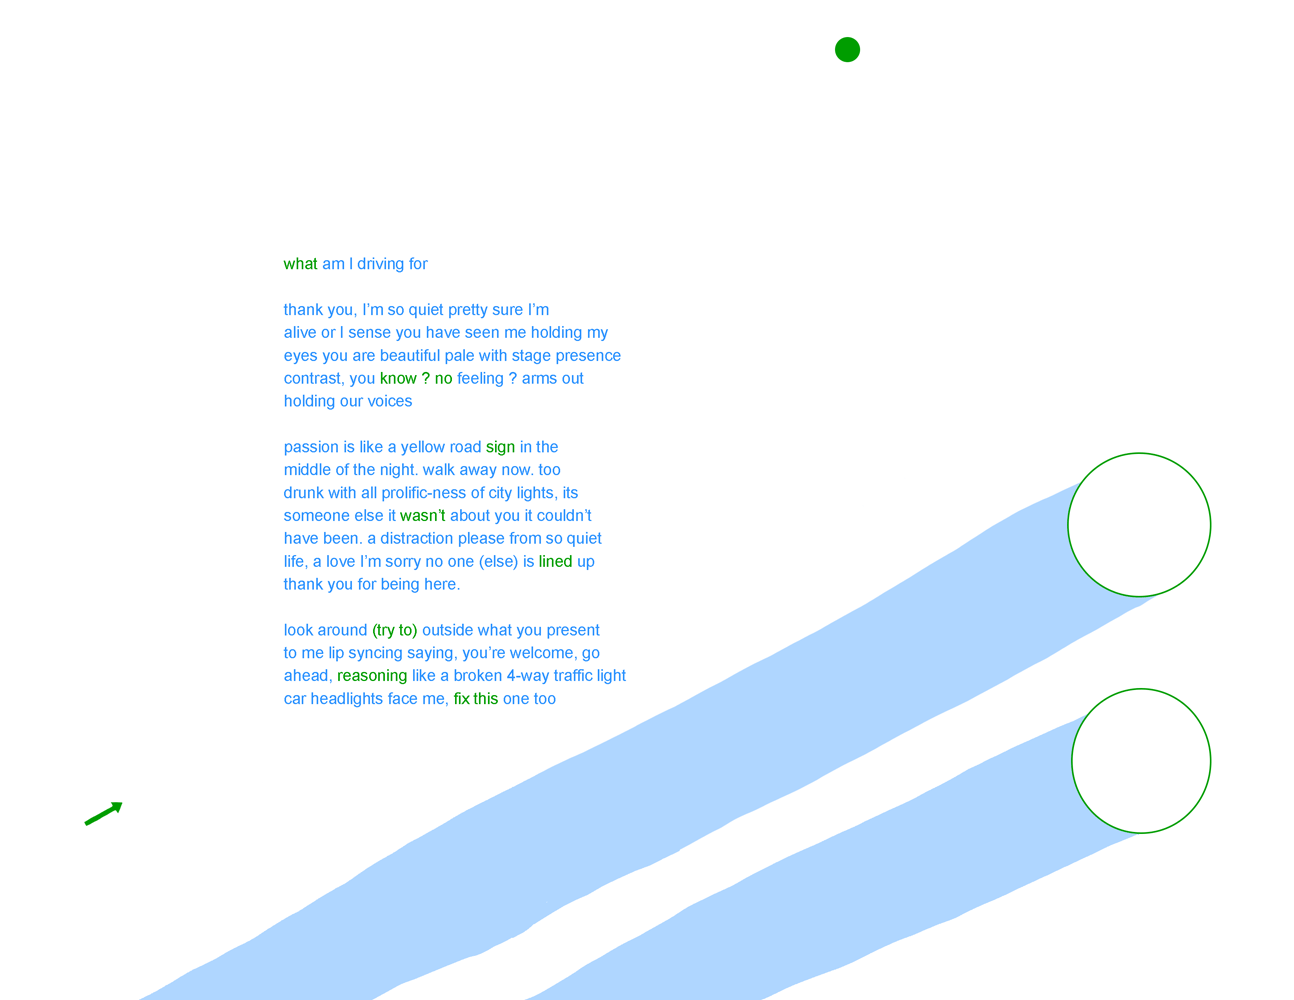 what am I driving for
thank you, I'm so quiet pretty sure I'm
alive or I sense you have seen me holding my
eyes you are beautiful pale with stage presence
contrast, you know ? no feeling ? arms out
holding our voices
passion is like a yellow road sign in the
middle of the night. walk away now. too
drunk with all prolific-ness of city lights, its
someone else it wasn't about you it couldn't
have been. a distraction please from so quiet
life, a love I'm sorry no one (else) is lined up
thank you for being here.
look around (try to) outside what you present
to me lip syncing saying, you're welcome, go
ahead, reasoning like a broken 4-way traffic light
car headlights face me, fix this one too